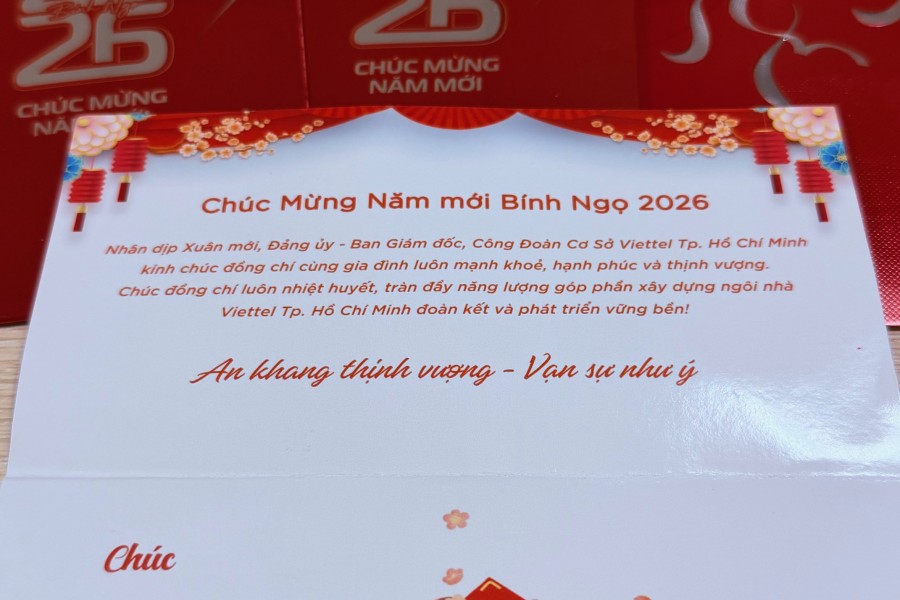 26
CHÚC MỪNG
26
CHÚC MỪNG
NĂM MỚI
Chúc Mừng Năm mới Bính Ngọ 2026
Nhân dịp Xuân mới, Đảng ủy - Ban Giám đốc, Công Đoàn Cơ Sở Viettel Tp. Hồ Chí Minh
kính chúc đồng chí cùng gia đình luôn mạnh khoẻ, hạnh phúc và thịnh vượng.
Chúc đồng chí luôn nhiệt huyết, tràn đầy năng lượng góp phần xây dựng ngôi nhà
Viettel Tp. Hồ Chí Minh đoàn kết và phát triển vững bền!
An khang thịnh vượng - Vạn sự như ý
Chúc